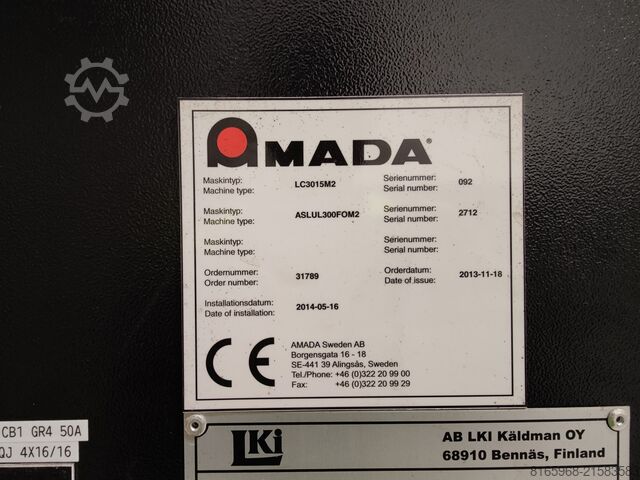 AMADA®
Maskintyp: LC3015M2 Serienummer: 092
Machine type: Serial number:
Maskintyp: ASLUL300FOM2 Serienummer: 2712
Machine type: Serial number:
Maskintyp: Serienummer:
Machine type: Serial number:
Ordernummer: 31789 Orderdatum: 2013-11-18
Order number: Date of issue:
Installationsdatum: 2014-05-16
Date of installation:
CE
AMADA Sweden AB
Borgensgata 16 - 18
SE-441 39 Alingsås, Sweden
Tel./Phone: +46 (0)322 20 99 00
Fax: +46 (0)322 20 99 29
CB1 GR4 50A
QJ 4X16/16
LKI
AB LKI Käldman OY
68910 Bennäs, Finland
8165968-2158358